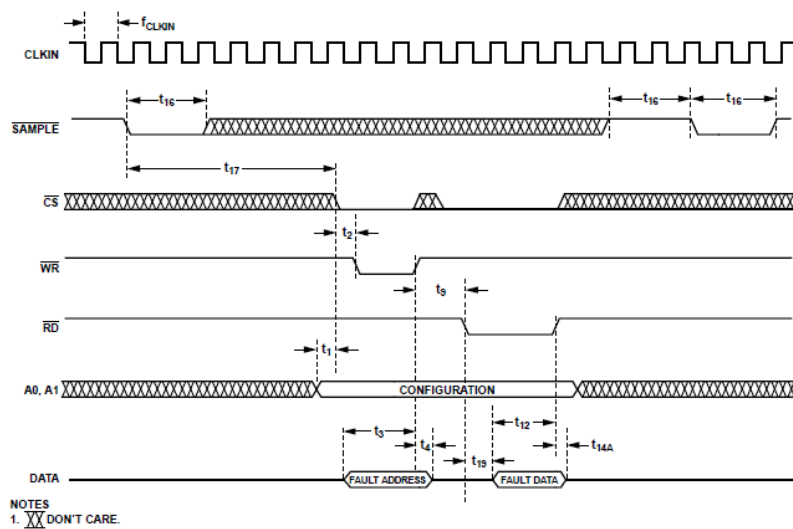 fCLKIN
CLKIN
t16 t16 t16
SAMPLE
t17
CS
t2
WR
t9
RD
t1
A0, A1 CONFIGURATION
t3 t4 t12
t19 t14A
DATA FAULT ADDRESS FAULT DATA
NOTES
1. DON'T CARE.